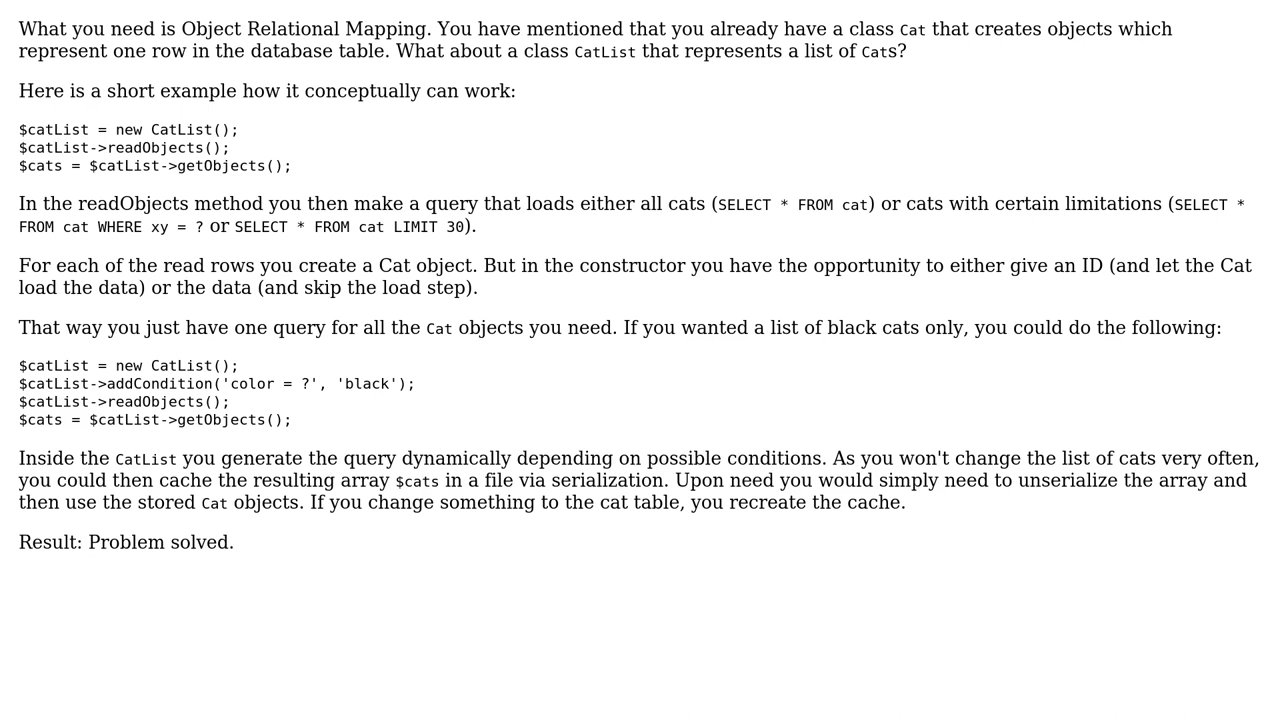 What you need is Object Relational Mapping. You have mentioned that you already have a class Cat that creates objects which
represent one row in the database table. What about a class CatList that represents a list of Cats?
Here is a short example how it conceptually can work:
$catList = new CatList();
$catList->readObjects();
$cats = $catList->getObjects();
In the readObjects method you then make a query that loads either all cats (SELECT * FROM cat) or cats with certain limitations (SELECT *
FROM cat WHERE xy = ? or SELECT * FROM cat LIMIT 30).
For each of the read rows you create a Cat object. But in the constructor you have the opportunity to either give an ID (and let the Cat
load the data) or the data (and skip the load step).
That way you just have one query for all the Cat objects you need. If you wanted a list of black cats only, you could do the following:
$catList = new CatList();
$catList->addCondition('color = ?', 'black');
$catList->readObjects();
$cats = $catList->getObjects();
Inside the CatList you generate the query dynamically depending on possible conditions. As you won't change the list of cats very often,
you could then cache the resulting array $cats in a file via serialization. Upon need you would simply need to unserialize the array and
then use the stored Cat objects. If you change something to the cat table, you recreate the cache.
Result: Problem solved.